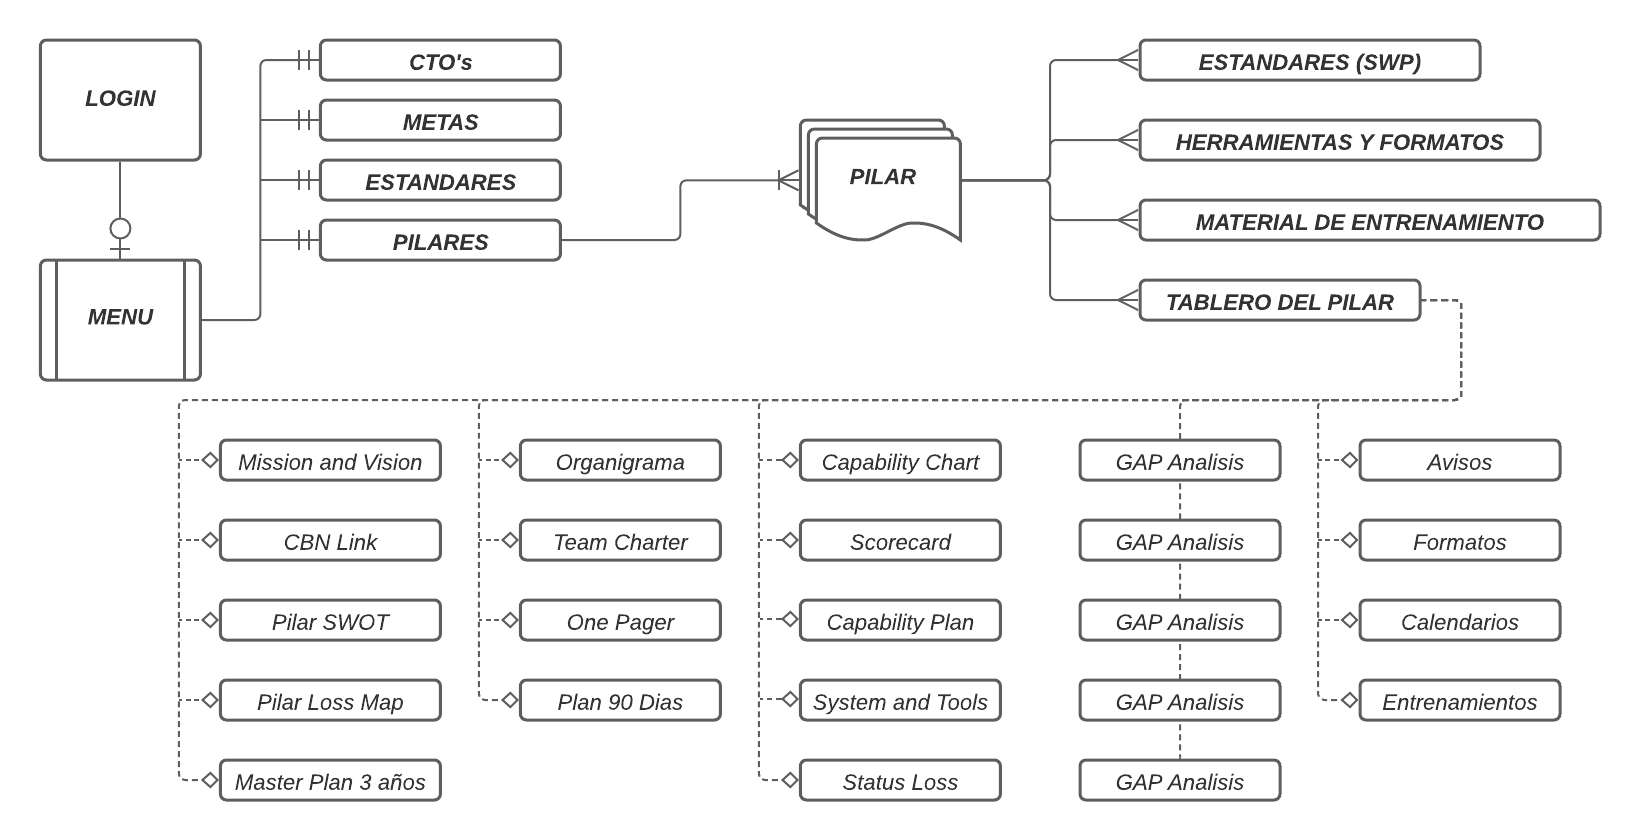 LOGIN
MENU
CTO's
METAS
ESTANDARES
PILARES
PILAR
ESTANDARES (SWP)
HERRAMIENTAS Y FORMATOS
MATERIAL DE ENTRENAMIENTO
TABLERO DEL PILAR
Mission and Vision
CBN Link
Pilar SWOT
Pilar Loss Map
Master Plan 3 años
Organigrama
Team Charter
One Pager
Plan 90 Dias
Capability Chart
Scorecard
Capability Plan
System and Tools
Status Loss
GAP Analisis
GAP Analisis
GAP Analisis
GAP Analisis
GAP Analisis
Avisos
Formatos
Calendarios
Entrenamientos